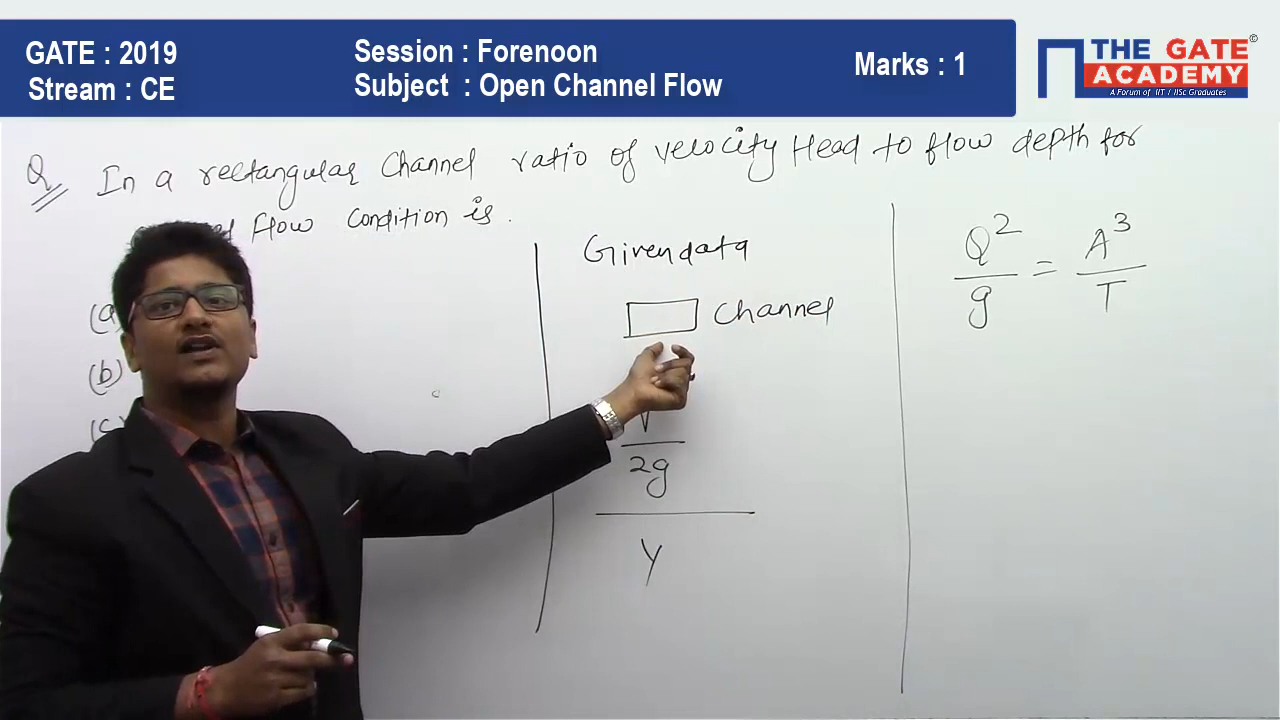 GATE : 2019
Stream : CE
Session : Forenoon
Subject : Open Channel Flow
Marks : 1
THE GATE
ACADEMY
©
A Forum of IIT / IISc Graduates
Q In a rectangular Channel ratio of velocity Head to flow depth for
Flow Condition is .
(a
(b)
(c)
Givendata
Channel
V
2g
y
Q² / g = A³ / T